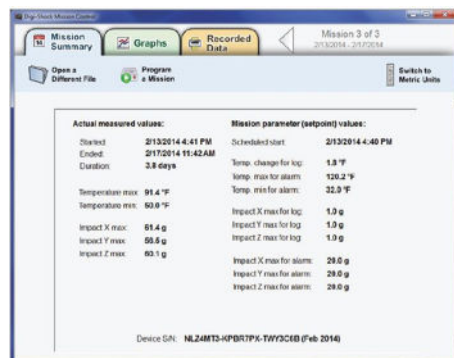 Digi-Shock Mission Control
Mission Summary
Graphs
Recorded Data
Mission 3 of 3
2/13/2014 - 2/17/2014
Open a Different File
Program a Mission
Switch to Metric Units
Actual measured values:
Started: 2/13/2014 4:41 PM
Ended: 2/17/2014 11:42 AM
Duration: 3.8 days
Temperature max: 91.4 °F
Temperature min: 50.0 °F
Impact X max: 61.4 g
Impact Y max: 56.5 g
Impact Z max: 60.1 g
Mission parameter (setpoint) values:
Scheduled start: 2/13/2014 4:40 PM
Temp. change for log: 1.8 °F
Temp. max for alarm: 120.2 °F
Temp. min for alarm: 32.0 °F
Impact X max for log: 1.0 g
Impact Y max for log: 1.0 g
Impact Z max for log: 1.0 g
Impact X max for alarm: 20.0 g
Impact Y max for alarm: 20.0 g
Impact Z max for alarm: 20.0 g
Device S/N: NLZ4MT3-KPBR7PX-TWY3C6B (Feb 2014)